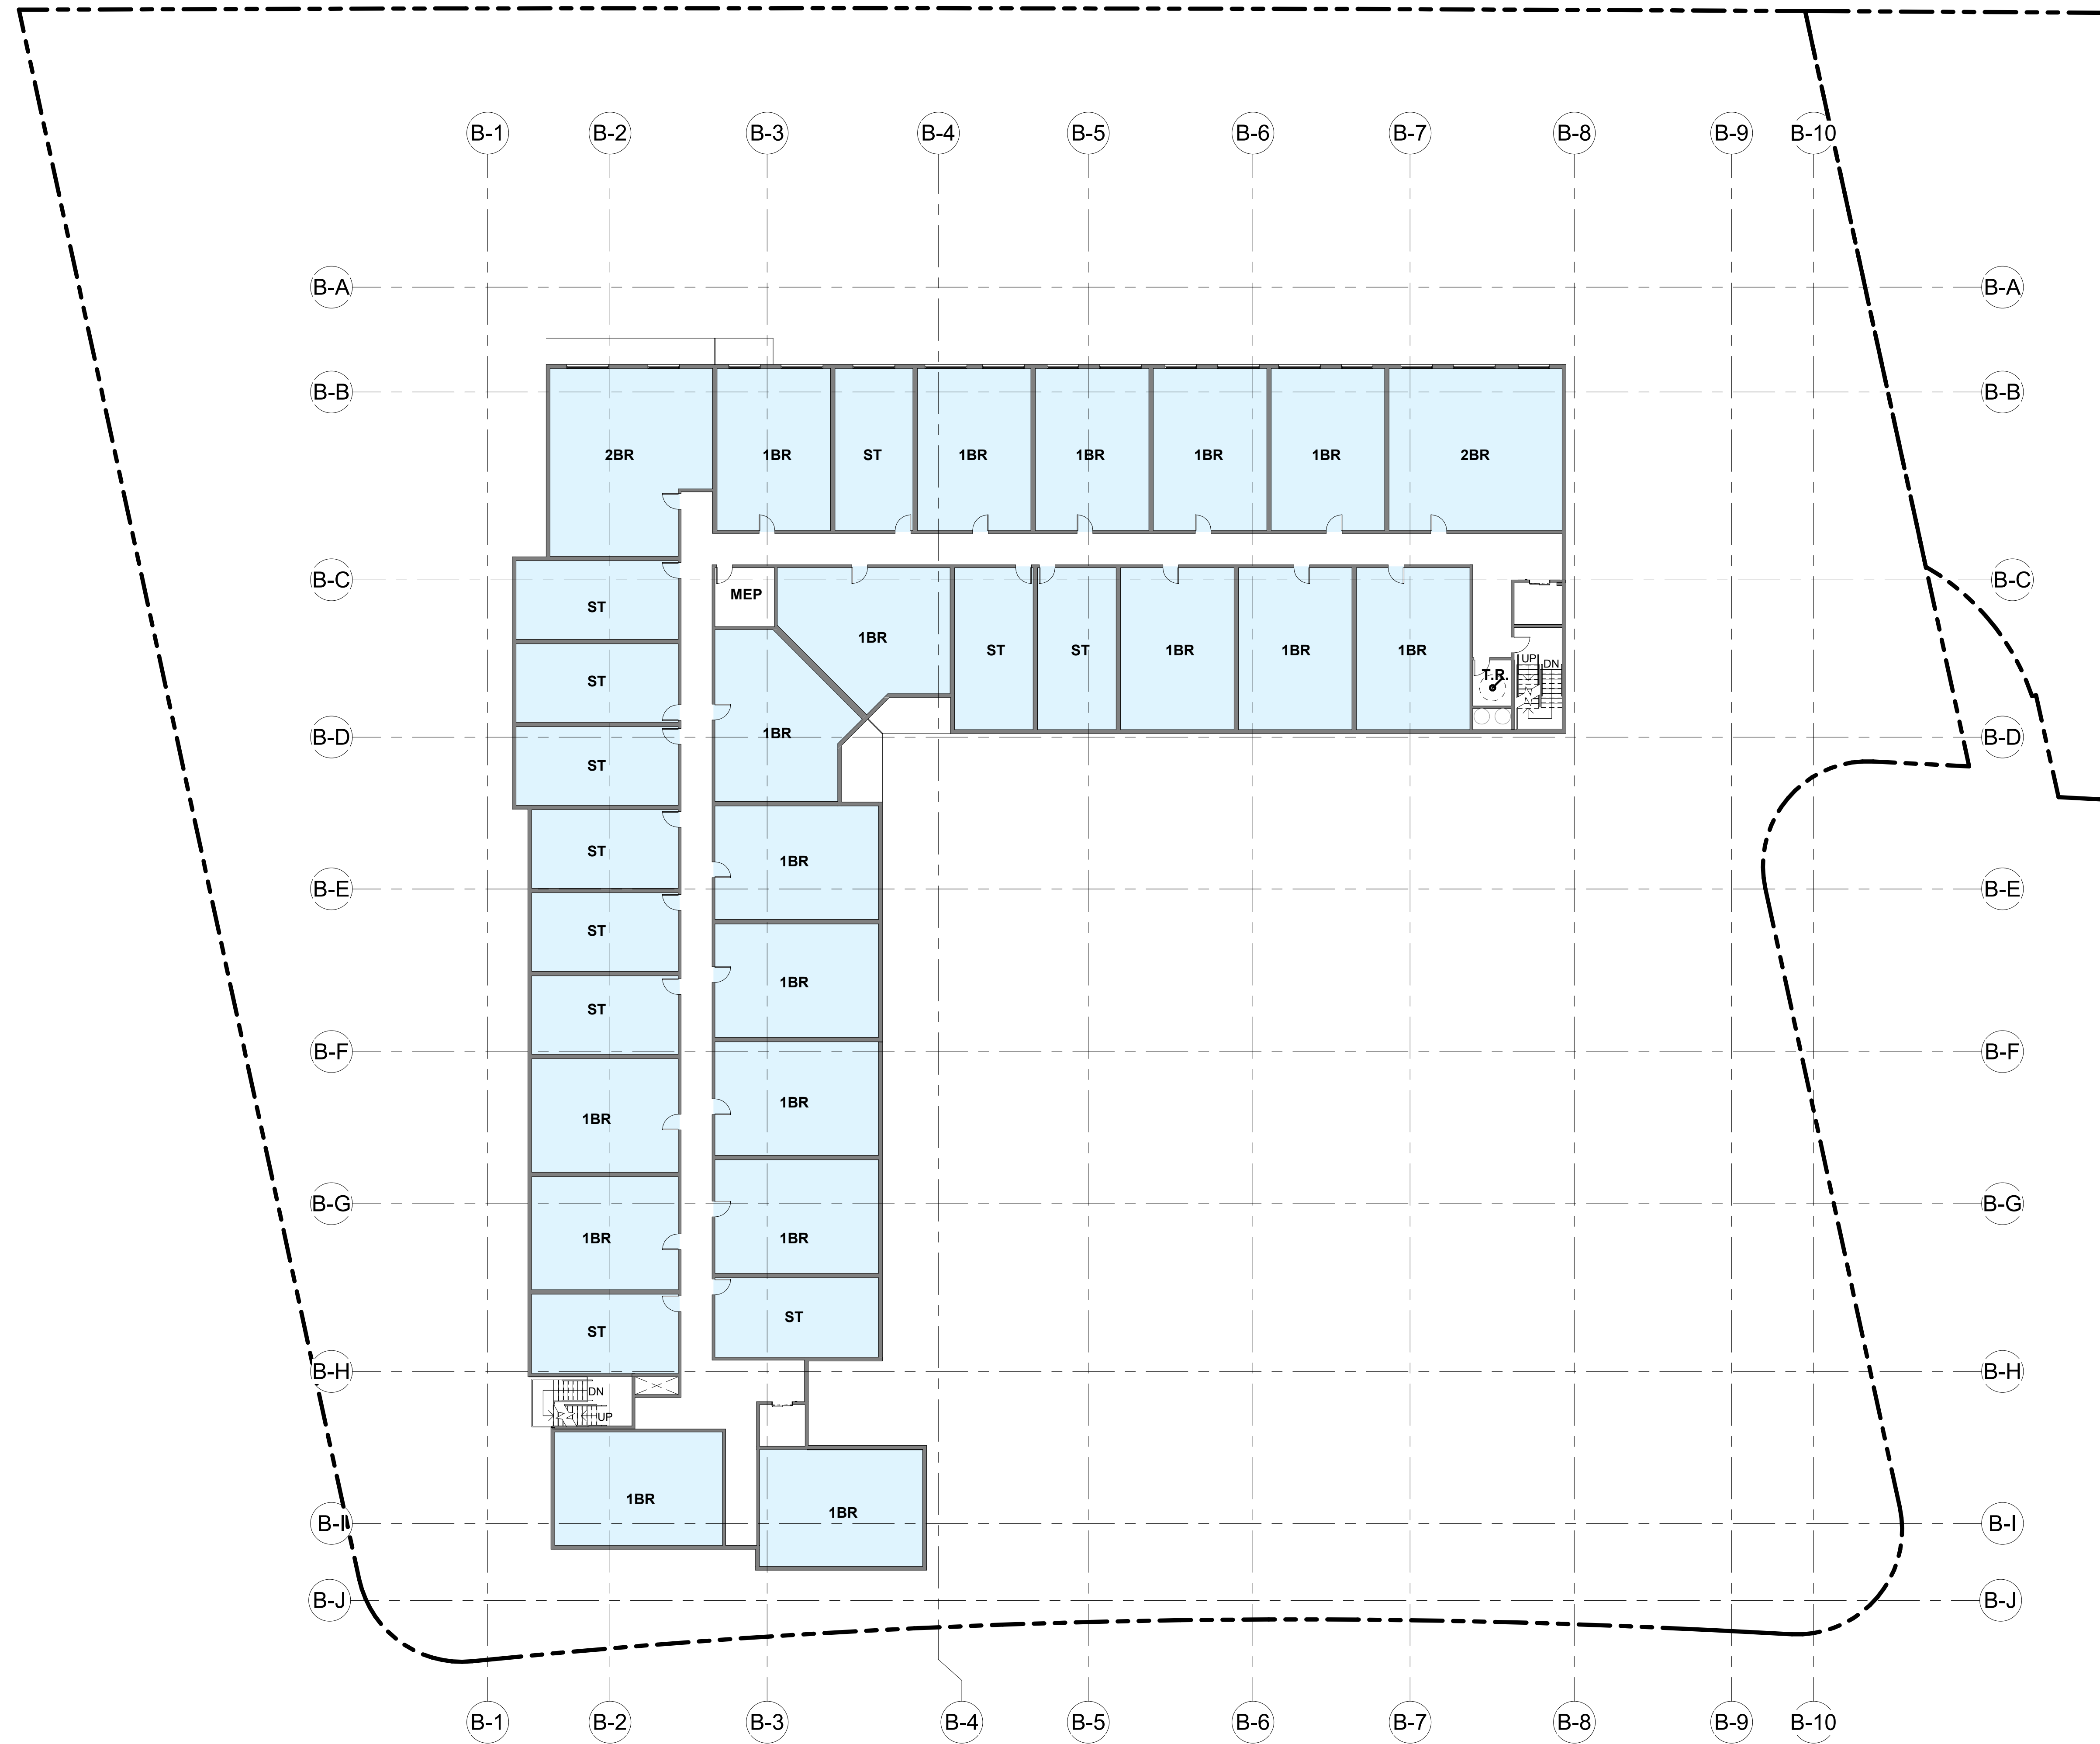 B-1 B-2 B-3 B-4 B-5 B-6 B-7 B-8 B-9 B-10
B-A B-A
B-B B-B
2BR 1BR ST 1BR 1BR 1BR 1BR 2BR
B-C B-C
MEP
ST
1BR
ST ST 1BR 1BR 1BR
UP DN
T.R.
ST
1BR
B-D B-D
ST
ST
1BR
B-E B-E
ST
1BR
ST
B-F B-F
1BR
1BR
B-G B-G
1BR 1BR
ST
ST
B-H B-H
DN
UP
1BR
1BR
B-I B-I
B-J B-J
B-1 B-2 B-3 B-4 B-5 B-6 B-7 B-8 B-9 B-10